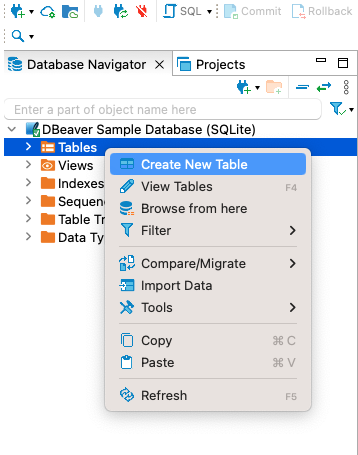 SQL Commit Rollback
Database Navigator Projects
Enter a part of object name here
DBeaver Sample Database (SQLite)
Tables
Views
Indexes
Sequen
Table Tr
Data Ty
Create New Table
View Tables F4
Browse from here
Filter
Compare/Migrate
Import Data
Tools
Copy ⌘ C
Paste ⌘ V
Refresh F5